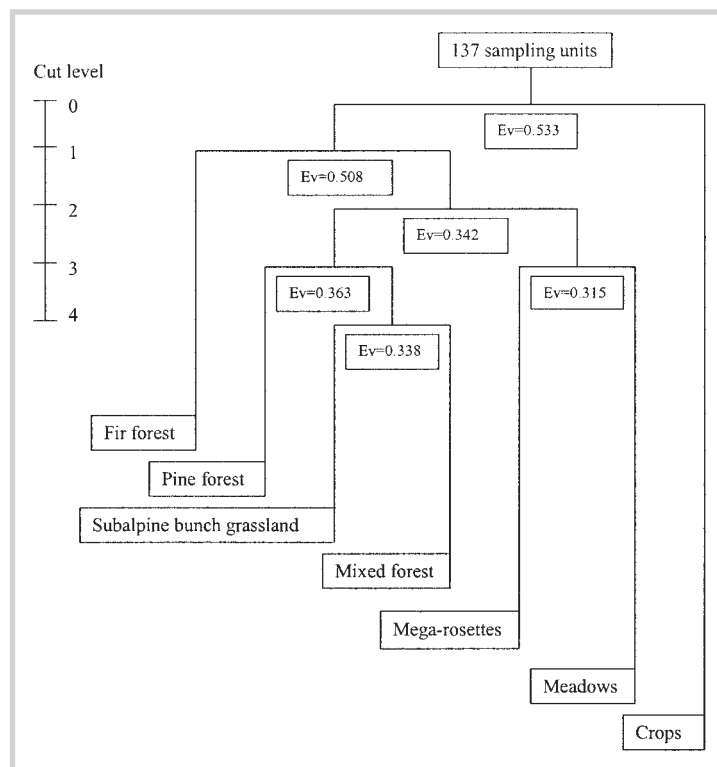 137 sampling units
Cut level
0
Ev=0.533
1
Ev=0.508
2
Ev=0.342
3
Ev=0.363
Ev=0.315
4
Ev=0.338
Fir forest
Pine forest
Subalpine bunch grassland
Mixed forest
Mega-rosettes
Meadows
Crops